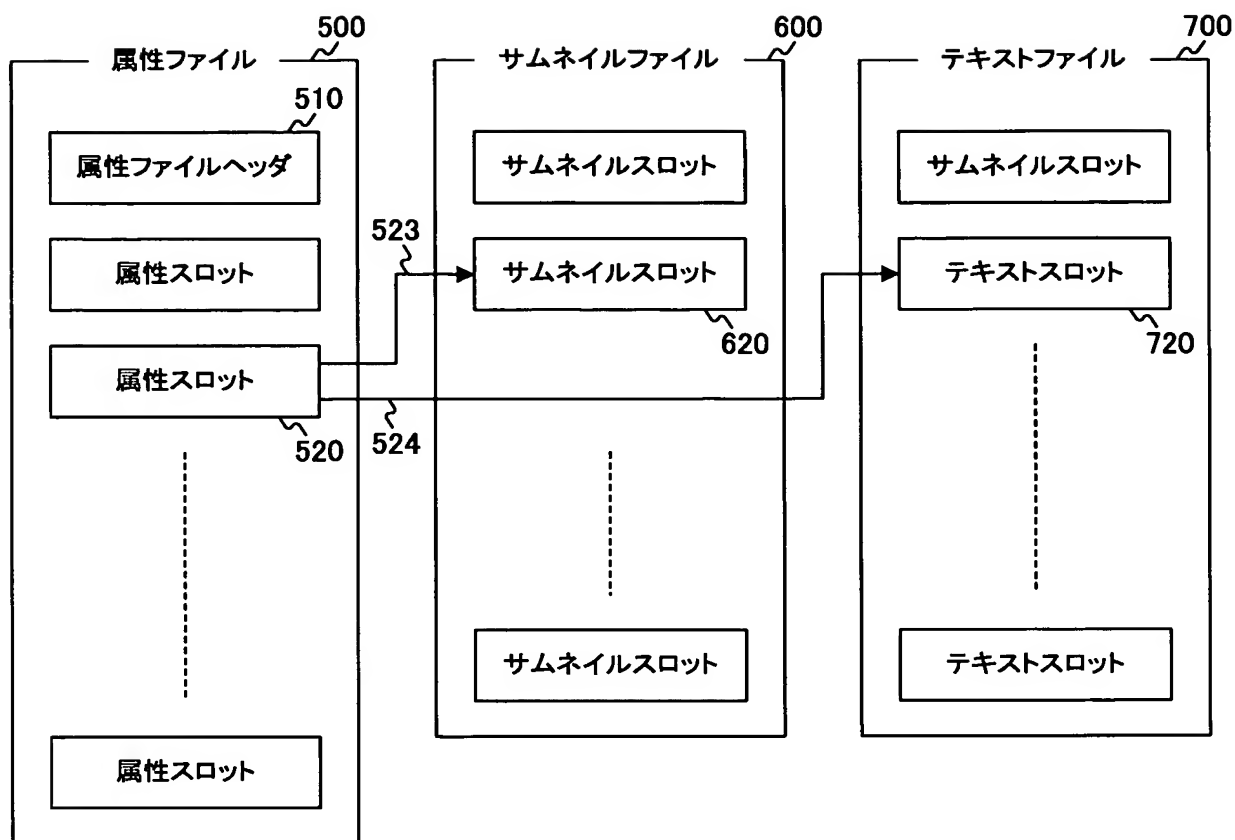 500
属性ファイル
510
属性ファイルヘッダ
属性スロット
属性スロット
520
属性スロット
523
524
600
サムネイルファイル
サムネイルスロット
サムネイルスロット
620
サムネイルスロット
700
テキストファイル
サムネイルスロット
テキストスロット
720
テキストスロット